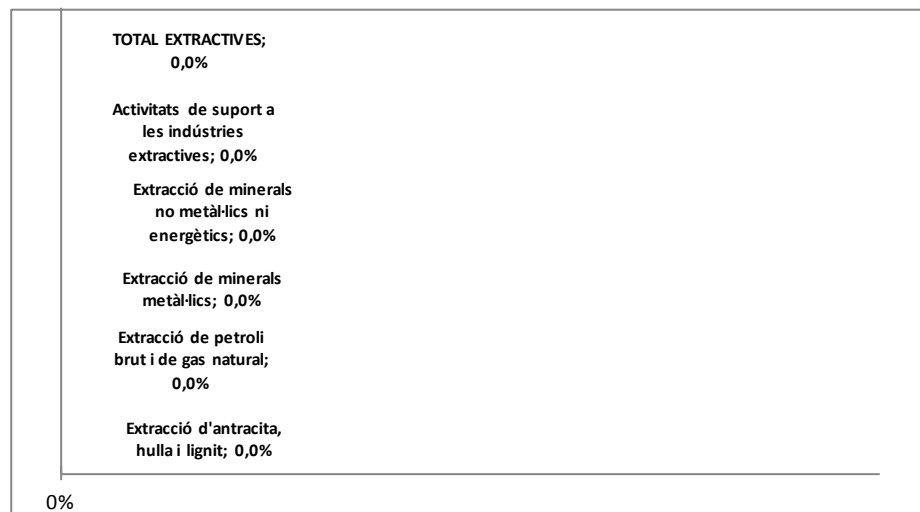 TOTAL EXTRACTIVES;
0,0%
Activitats de suport a
les indústries
extractives; 0,0%
Extracció de minerals
no metàl·lics ni
energètics; 0,0%
Extracció de minerals
metàl·lics; 0,0%
Extracció de petroli
brut i de gas natural;
0,0%
Extracció d'antracita,
hulla i lignit; 0,0%
0%